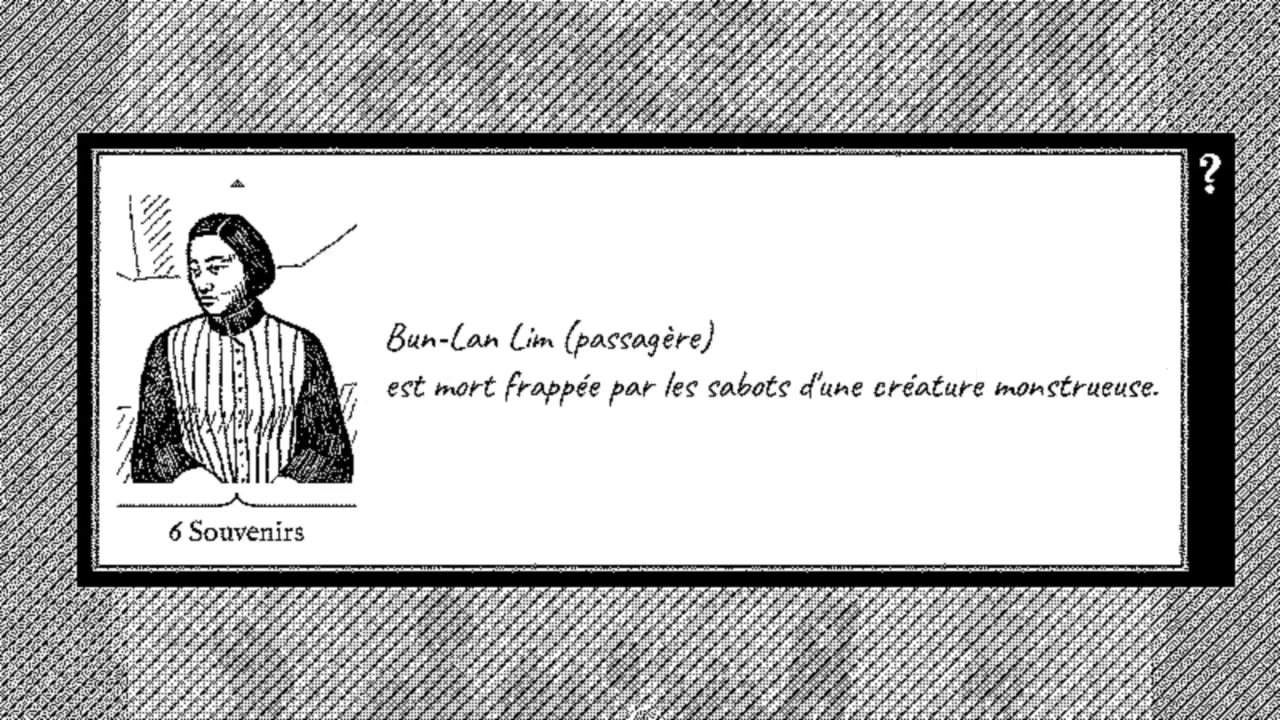 ?
Bun-Lan Lim (passagère)
est mort frappée par les sabots d'une créature monstrueuse.
6 Souvenirs